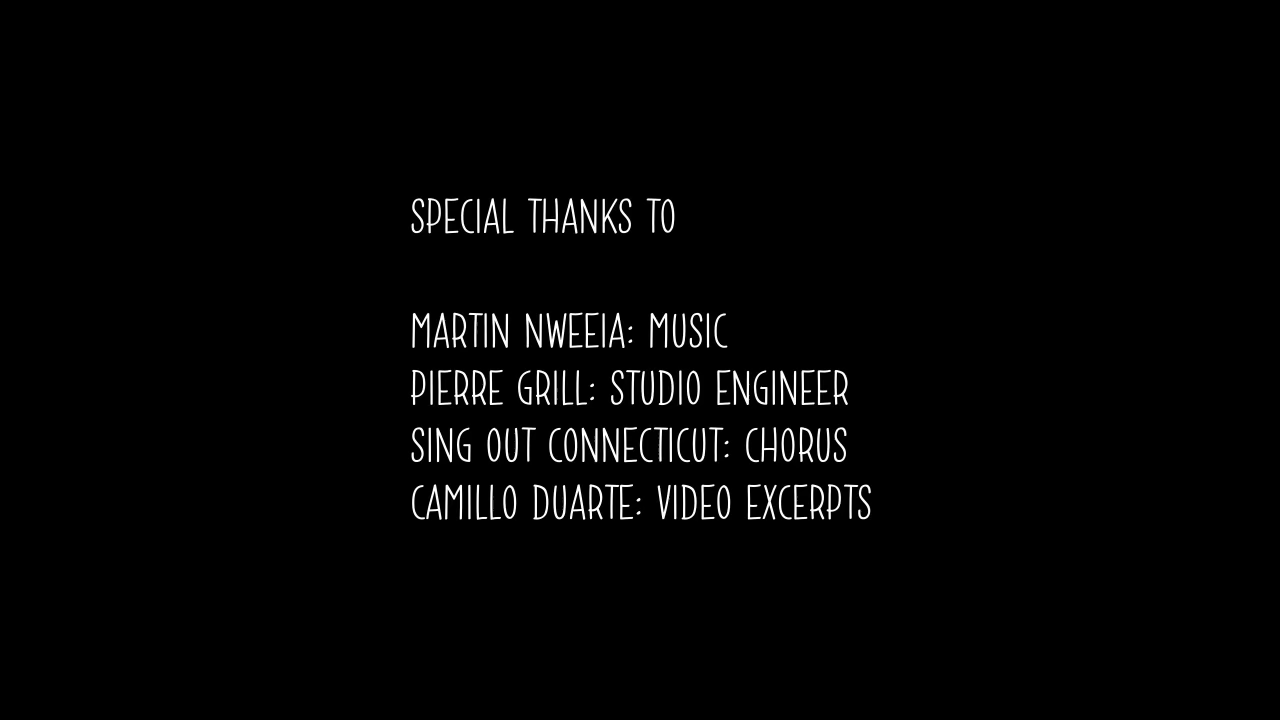 SPECIAL THANKS TO
MARTIN NWEEIA: MUSIC
PIERRE GRILL: STUDIO ENGINEER
SING OUT CONNECTICUT: CHORUS
CAMILLO DUARTE: VIDEO EXCERPTS